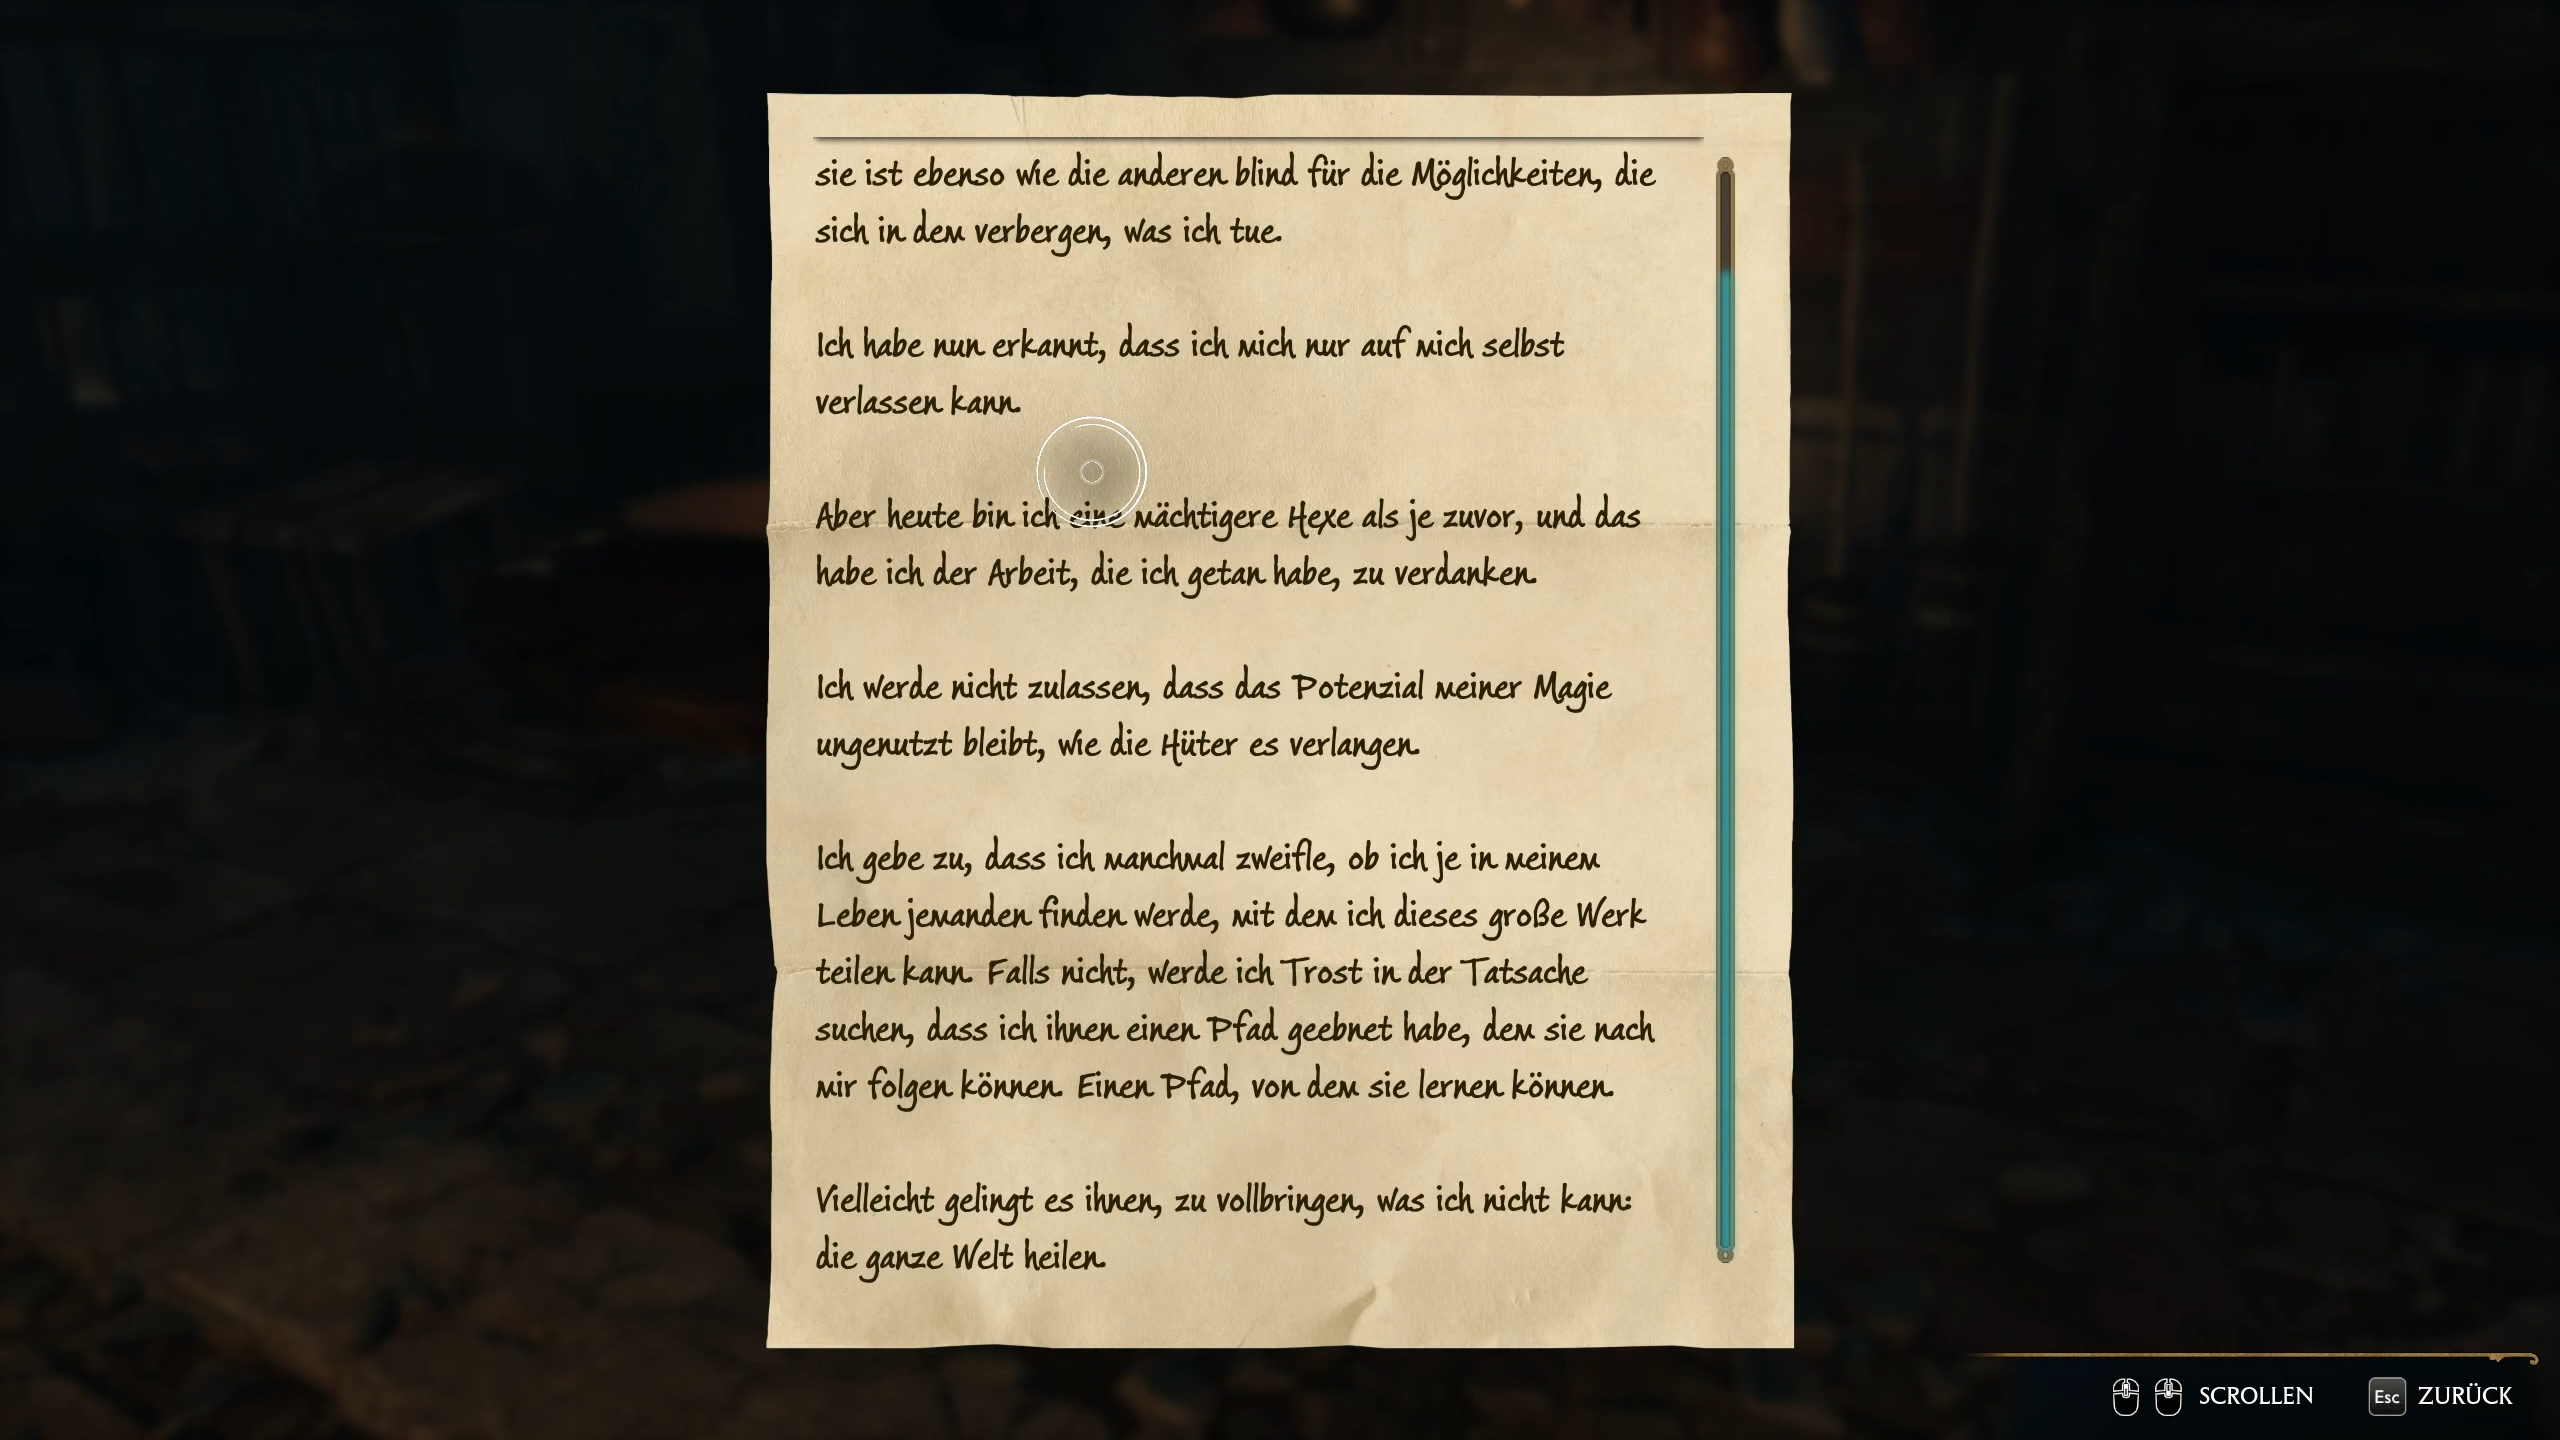 sie ist ebenso wie die anderen blind für die Möglichkeiten, die
sich in dem verbergen, was ich tue.
Ich habe nun erkannt, dass ich mich nur auf mich selbst
verlassen kann.
Aber heute bin ich eine mächtigere Hexe als je zuvor, und das
habe ich der Arbeit, die ich getan habe, zu verdanken.
Ich werde nicht zulassen, dass das Potenzial meiner Magie
ungenutzt bleibt, wie die Hüter es verlangen.
Ich gebe zu, dass ich manchmal zweifle, ob ich je in meinem
Leben jemanden finden werde, mit dem ich dieses große Werk
teilen kann. Falls nicht, werde ich Trost in der Tatsache
suchen, dass ich ihnen einen Pfad geebnet habe, dem sie nach
mir folgen können. Einen Pfad, von dem sie lernen können.
Vielleicht gelingt es ihnen, zu vollbringen, was ich nicht kann:
die ganze Welt heilen.
SCROLLEN Esc ZURÜCK